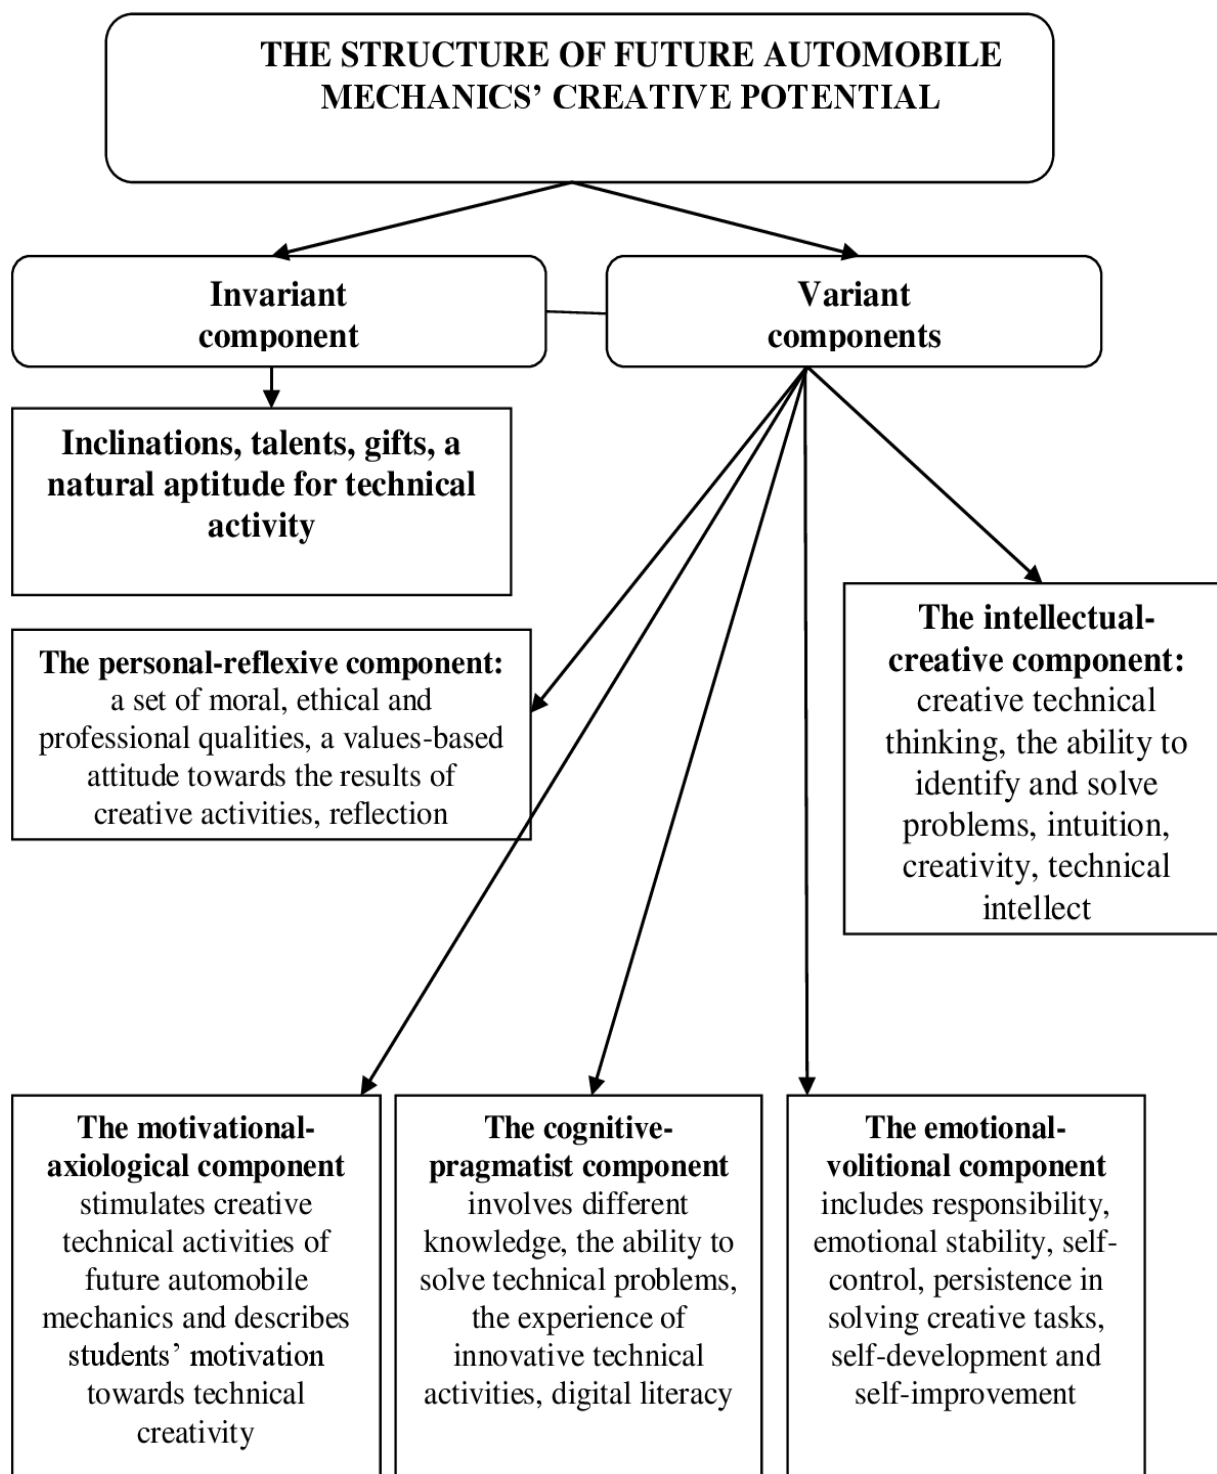 THE STRUCTURE OF FUTURE AUTOMOBILE
MECHANICS’ CREATIVE POTENTIAL
Invariant
component
Variant
components
Inclinations, talents, gifts, a
natural aptitude for technical
activity
The personal-reflexive component:
a set of moral, ethical and
professional qualities, a values-based
attitude towards the results of
creative activities, reflection
The intellectual-
creative component:
creative technical
thinking, the ability to
identify and solve
problems, intuition,
creativity, technical
intellect
The motivational-
axiological component
stimulates creative
technical activities of
future automobile
mechanics and describes
students’ motivation
towards technical
creativity
The cognitive-
pragmatist component
involves different
knowledge, the ability to
solve technical problems,
the experience of
innovative technical
activities, digital literacy
The emotional-
volitional component
includes responsibility,
emotional stability, self-
control, persistence in
solving creative tasks,
self-development and
self-improvement